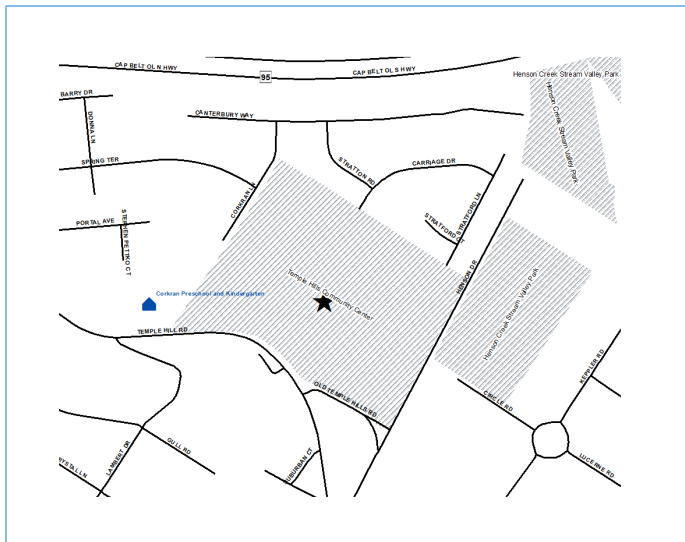 CAP BELT OL N HWY
95
CAP BELT OL S HWY
Henson Creek Stream Valley Park
Henson Creek Stream Valley Park
BARRY DR
DONNA LN
CANTERBURY WAY
SPRING TER
STRATTON RD
CARRIAGE DR
CORKRAN LN
STRATFORD LN
STRATFORD CT
PORTAL AVE
STEPHEN PETTKO CT
HENSON DR
Corkran Preschool and Kindergarten
Temple Hills Community Center
Henson Creek Stream Valley Park
TEMPLE HILL RD
KEPPLER RD
OLD TEMPLE HILLS RD
CIRCLE RD
LAMBERT DR
GULL RD
LUCERNE RD